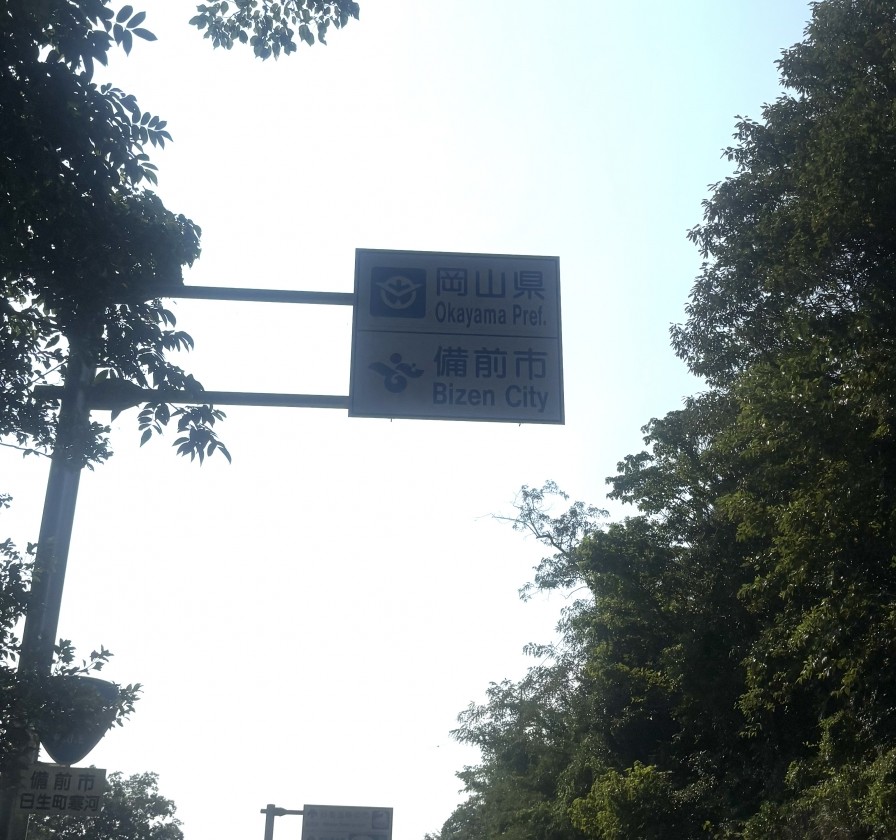 岡山県
Okayama Pref.
備前市
Bizen City
備前市
日生町寒河